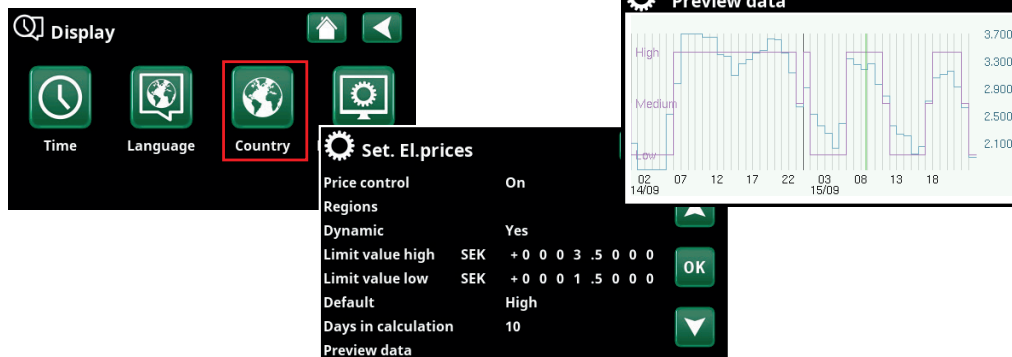 Display
Time Language Country
Set. El.prices
Price control On
Regions
Dynamic Yes
Limit value high SEK +0 0 0 3 .5 0 0 0
Limit value low SEK +0 0 0 1 .5 0 0 0
Default High
Days in calculation 10
Preview data
OK
Preview data
High
Medium
Low
3.700
3.300
2.900
2.500
2.100
02 07 12 17 22 03 08 13 18
14/09 15/09